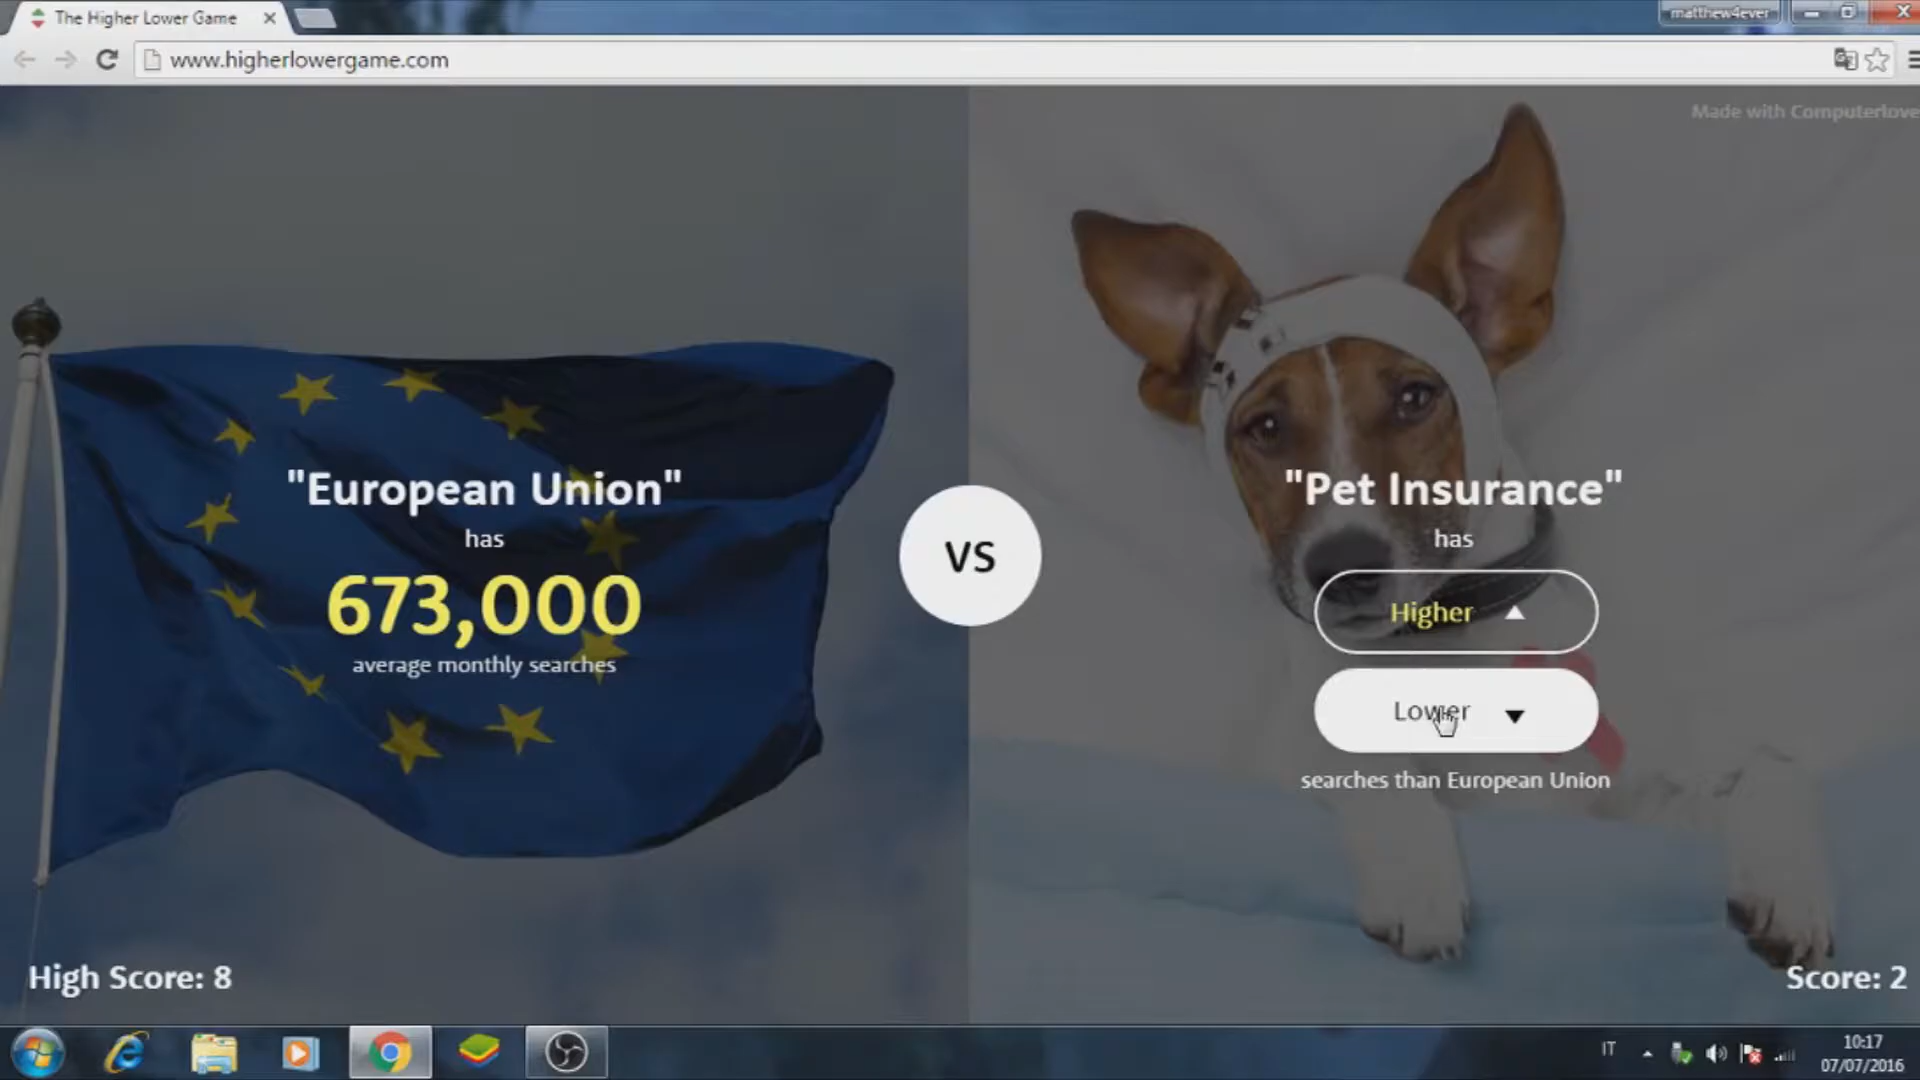 The Higher Lower Game
matthew4ever
www.higherlowergame.com
Made with Computerlove
"European Union"
has
673,000
average monthly searches
VS
"Pet Insurance"
has
Higher
Lower
searches than European Union
High Score: 8
Score: 2
IT
10:17
07/07/2016